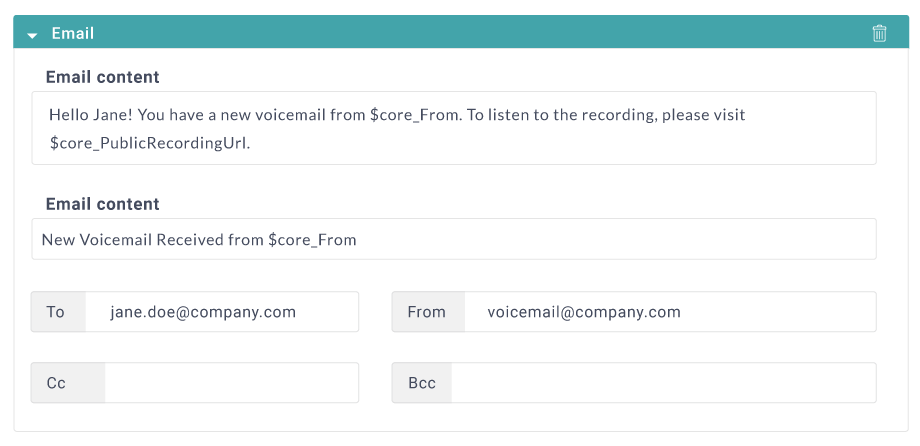 Email
Email content
Hello Jane! You have a new voicemail from $core_From. To listen to the recording, please visit
$core_PublicRecordingUrl.
Email content
New Voicemail Received from $core_From
To jane.doe@company.com From voicemail@company.com
Cc Bcc